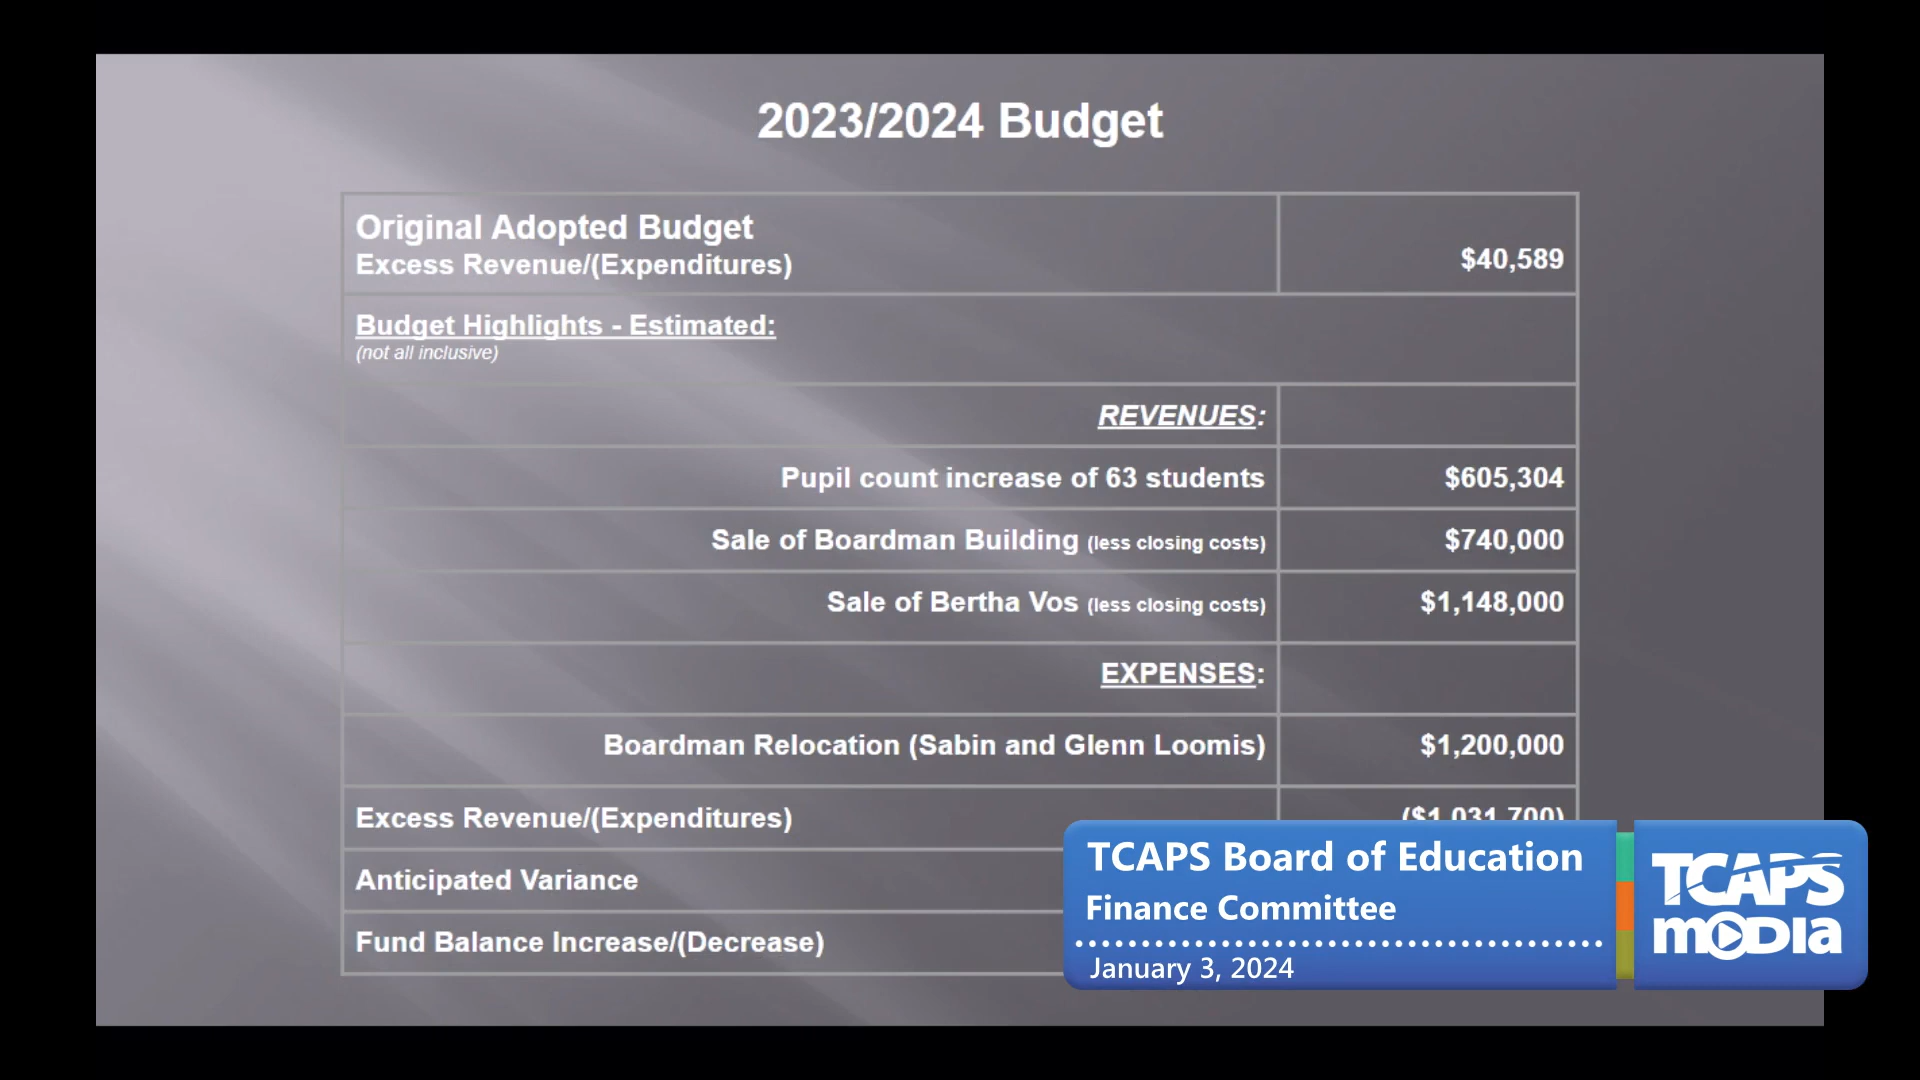 2023/2024 Budget
Original Adopted Budget
Excess Revenue/(Expenditures)
$40,589
Budget Highlights - Estimated:
(not all inclusive)
REVENUES:
Pupil count increase of 63 students
$605,304
Sale of Boardman Building (less closing costs)
$740,000
Sale of Bertha Vos (less closing costs)
$1,148,000
EXPENSES:
Boardman Relocation (Sabin and Glenn Loomis)
$1,200,000
Excess Revenue/(Expenditures)
($1,031,700)
Anticipated Variance
Fund Balance Increase/(Decrease)
TCAPS Board of Education
Finance Committee
January 3, 2024
TCAPS
MEDIA